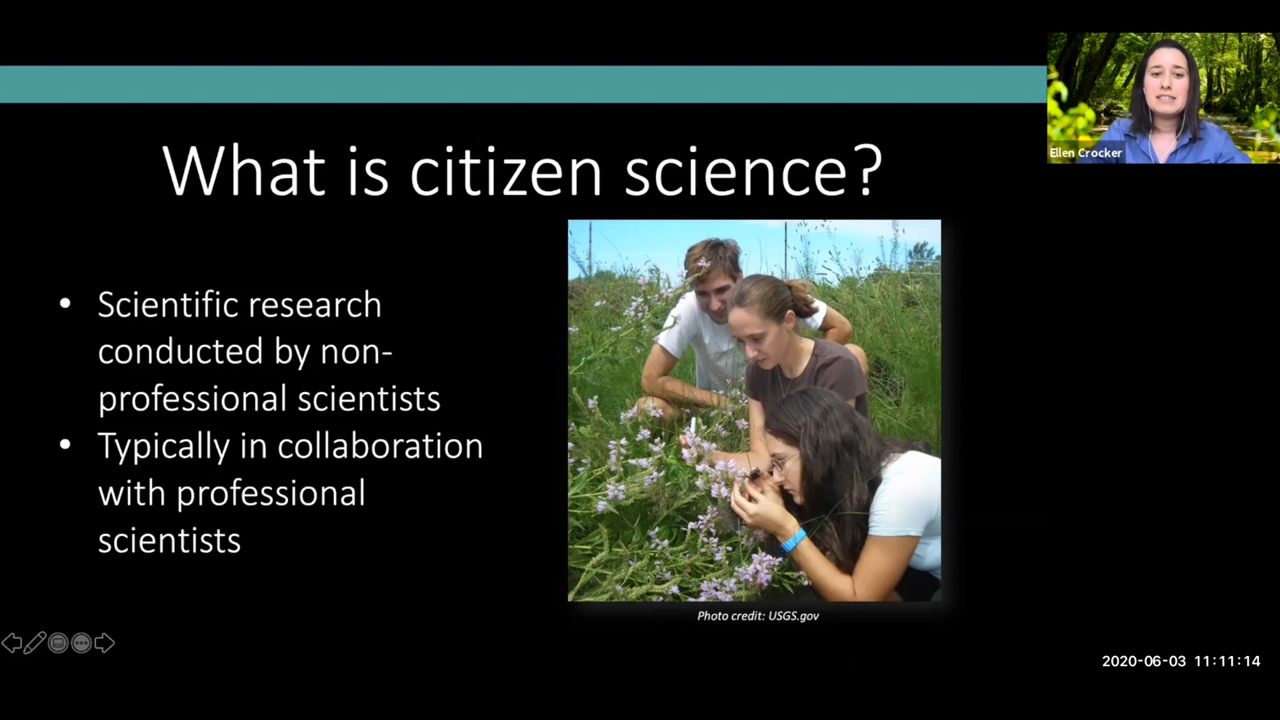 Ellen Crocker
What is citizen science?
• Scientific research
conducted by non-
professional scientists
• Typically in collaboration
with professional
scientists
Photo credit: USGS.gov
2020-06-03 11:11:14